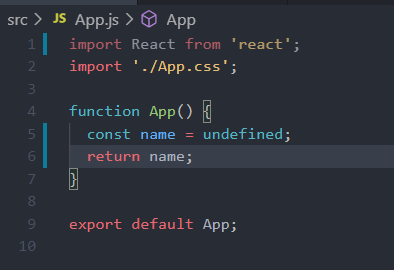 src > JS App.js > App
1 import React from 'react';
2 import './App.css';
3
4 function App() {
5 const name = undefined;
6 return name;
7 }
8
9 export default App;
10